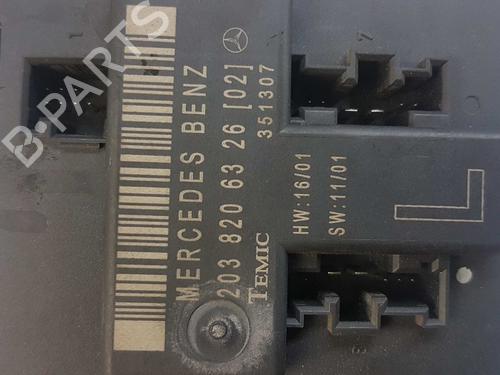 MERCEDES BENZ
203 820 63 26 [02]
TEMIC 351307
HW:16/01
SW:11/01
L
B-PARTS